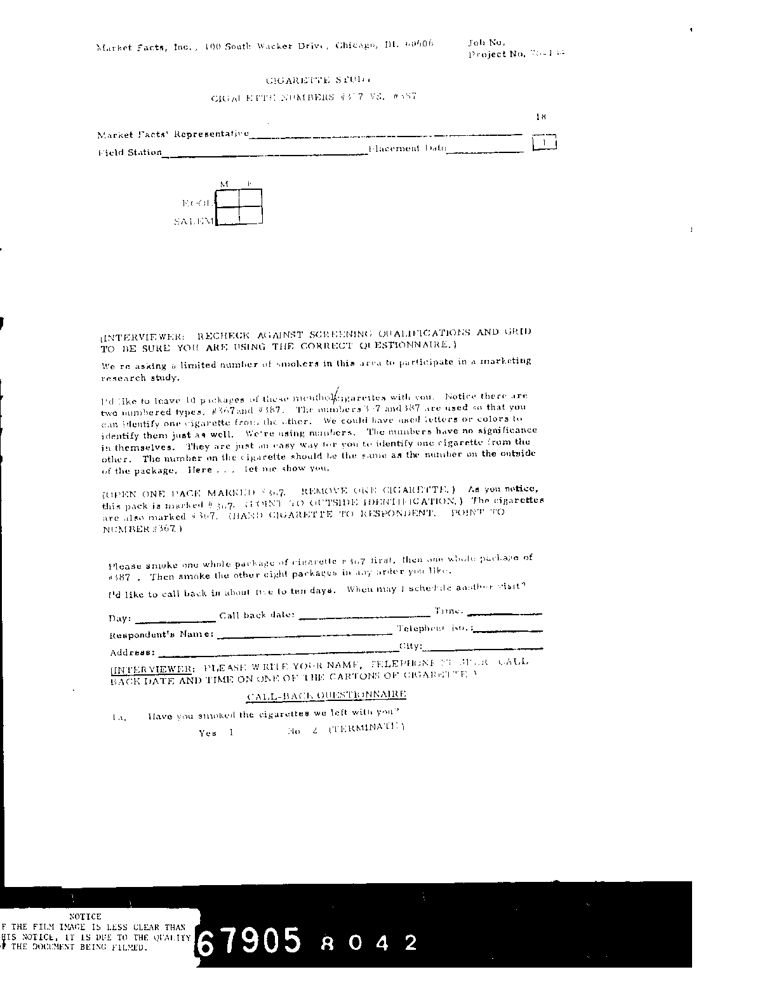 Market Facts, Inc., 100 South Wacker Drive, Chicago, Ill. 60606
Job No.
Project No.
CIGARETTE STUDY
CIGARETTE NUMBERS #367 VS. #387
18
Market Facts' Representative
Field Station Placement Date
1
M F
KOOL
SALEM
(INTERVIEWER: RECHECK AGAINST SCREENING QUALIFICATIONS AND GRID
TO BE SURE YOU ARE USING THE CORRECT QUESTIONNAIRE.)
We're asking a limited number of smokers in this area to participate in a marketing
research study.
I'd like to leave 10 packages of these menthol cigarettes with you. Notice there are
two numbered types, #367 and #387. The numbers 367 and 387 are used so that you
can identify one cigarette from the other. We could have used letters or colors to
identify them just as well. We're using numbers. The numbers have no significance
in themselves. They are just an easy way for you to identify one cigarette from the
other. The number on the cigarette should be the same as the number on the outside
of the package. Here . . . let me show you.
(OPEN ONE PACK MARKED #367. REMOVE ONE CIGARETTE.) As you notice,
this pack is marked #367. (POINT TO OUTSIDE IDENTIFICATION.) The cigarettes
are also marked #367. (HAND CIGARETTE TO RESPONDENT. POINT TO
NUMBER #367.)
Please smoke one whole package of cigarette #367 first, then one whole package of
#387 . Then smoke the other eight packages in any order you like.
I'd like to call back in about five to ten days. When may I schedule another visit?
Day: Call back date: Time:
Respondent's Name: Telephone No.:
Address: City:
(INTERVIEWER: PLEASE WRITE YOUR NAME, TELEPHONE NUMBER, CALL
BACK DATE AND TIME ON ONE OF THE CARTONS OF CIGARETTE.)
CALL-BACK QUESTIONNAIRE
1a. Have you smoked the cigarettes we left with you?
Yes 1 No 2 (TERMINATE)
NOTICE
F THE FILM IMAGE IS LESS CLEAR THAN
HIS NOTICE, IT IS DUE TO THE QUALITY
F THE DOCUMENT BEING FILMED.
67905 8042